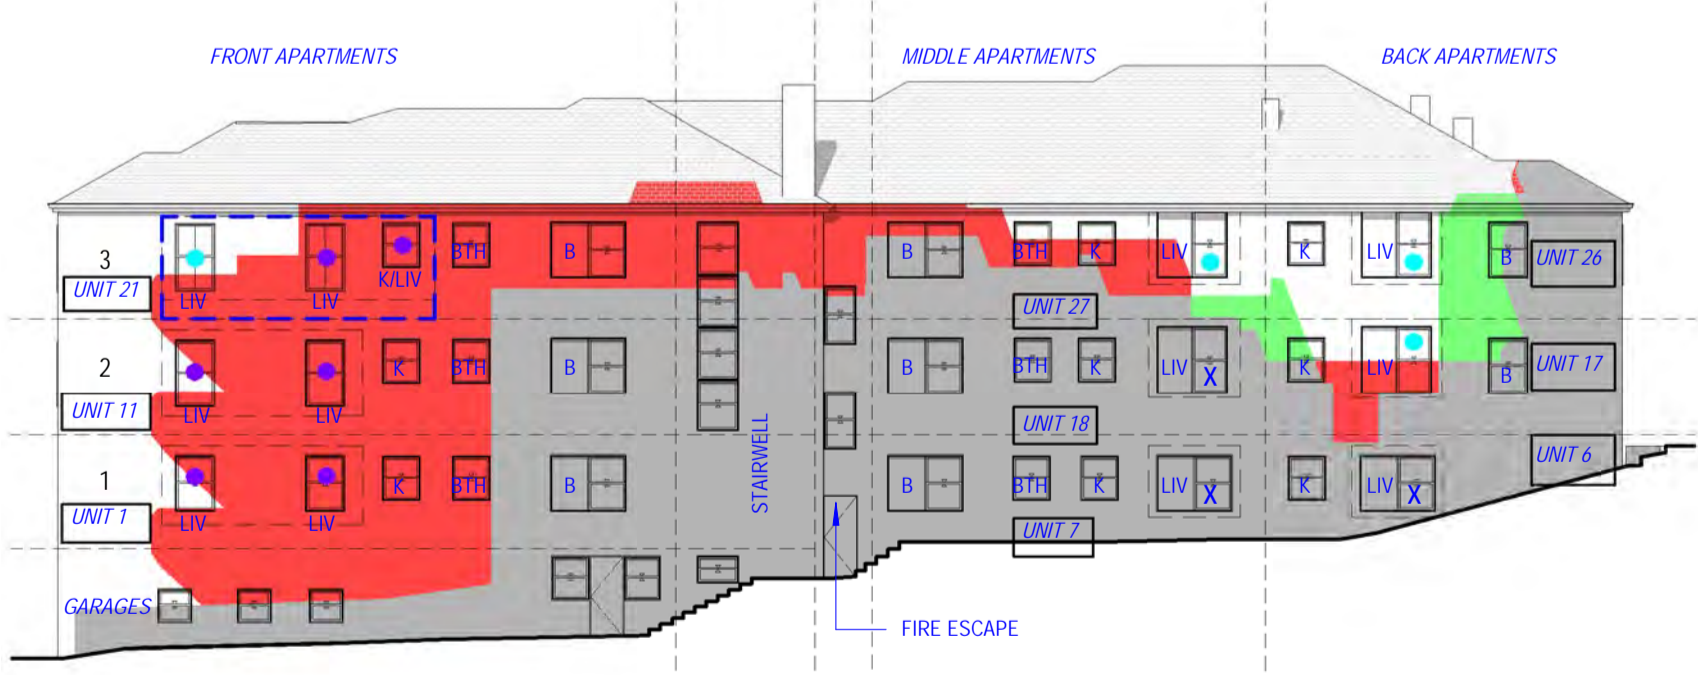 FRONT APARTMENTS
MIDDLE APARTMENTS
BACK APARTMENTS
3
UNIT 21
LIV
LIV
K/LIV
BTH
B
B
BTH
K
LIV
K
LIV
B
UNIT 26
UNIT 27
2
UNIT 11
LIV
LIV
K
BTH
B
B
BTH
K
LIV
X
K
LIV
B
UNIT 17
UNIT 18
STAIRWELL
1
UNIT 1
LIV
LIV
K
BTH
B
B
BTH
K
LIV
X
K
LIV
X
UNIT 6
UNIT 7
GARAGES
FIRE ESCAPE